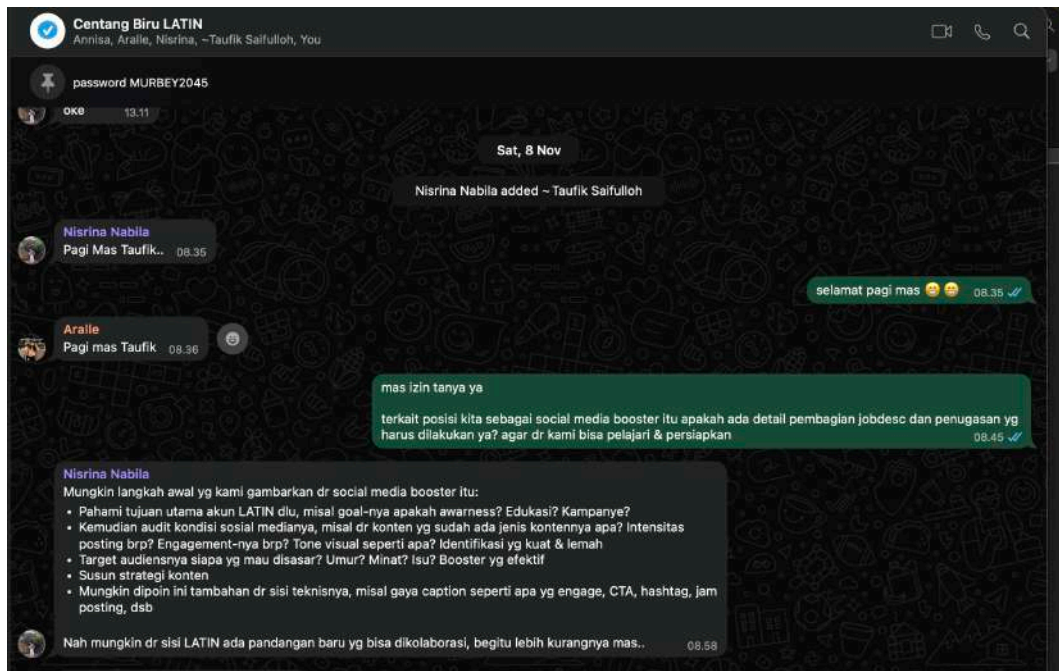 Centang Biru LATIN
Annisa, Aralle, Nisrina, ~Taufik Saifulloh, You
password MURBEY2045
oke 13.11
Sat, 8 Nov
Nisrina Nabila added ~ Taufik Saifulloh
Nisrina Nabila
Pagi Mas Taufik.. 08.35
selamat pagi mas 😁😁 08.35
Aralle
Pagi mas Taufik 08.36
mas izin tanya ya
terkait posisi kita sebagai social media booster itu apakah ada detail pembagian jobdesc dan penugasan yg
harus dilakukan ya? agar dr kami bisa pelajari & persiapkan 08.45
Nisrina Nabila
Mungkin langkah awal yg kami gambarkan dr social media booster itu:
• Pahami tujuan utama akun LATIN dlu, misal goal-nya apakah awarness? Edukasi? Kampanye?
• Kemudian audit kondisi sosial medianya, misal dr konten yg sudah ada jenis kontennya apa? Intensitas
posting brp? Engagement-nya brp? Tone visual seperti apa? Identifikasi yg kuat & lemah
• Target audiensnya siapa yg mau disasar? Umur? Minat? Isu? Booster yg efektif
• Susun strategi konten
• Mungkin dipoin ini tambahan dr sisi teknisnya, misal gaya caption seperti apa yg engage, CTA, hashtag, jam
posting, dsb
Nah mungkin dr sisi LATIN ada pandangan baru yg bisa dikolaborasi, begitu lebih kurangnya mas.. 08.58